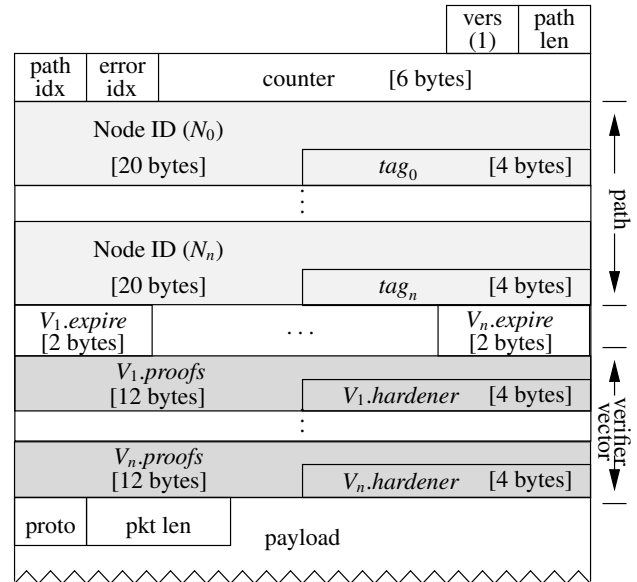 vers path
(1) len
path error
idx idx counter [6 bytes]
Node ID (N0)
[20 bytes] tag0 [4 bytes]
⋮
Node ID (Nn)
[20 bytes] tagn [4 bytes]
V1.expire Vn.expire
[2 bytes] ... [2 bytes]
V1.proofs
[12 bytes] V1.hardener [4 bytes]
⋮
Vn.proofs
[12 bytes] Vn.hardener [4 bytes]
proto pkt len
payload
path
verifier
vector